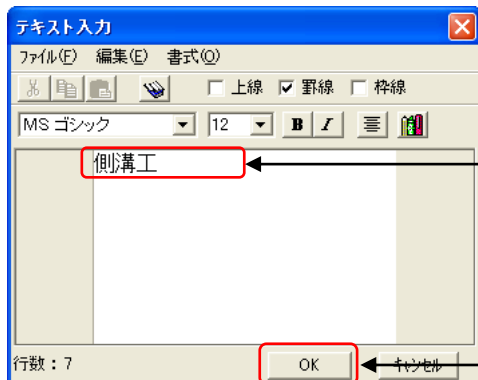 テキスト入力
ファイル(F) 編集(E) 書式(O)
上線 罫線 枠線
MS ゴシック 12 B I
側溝工
行数：7 OK キャンセル